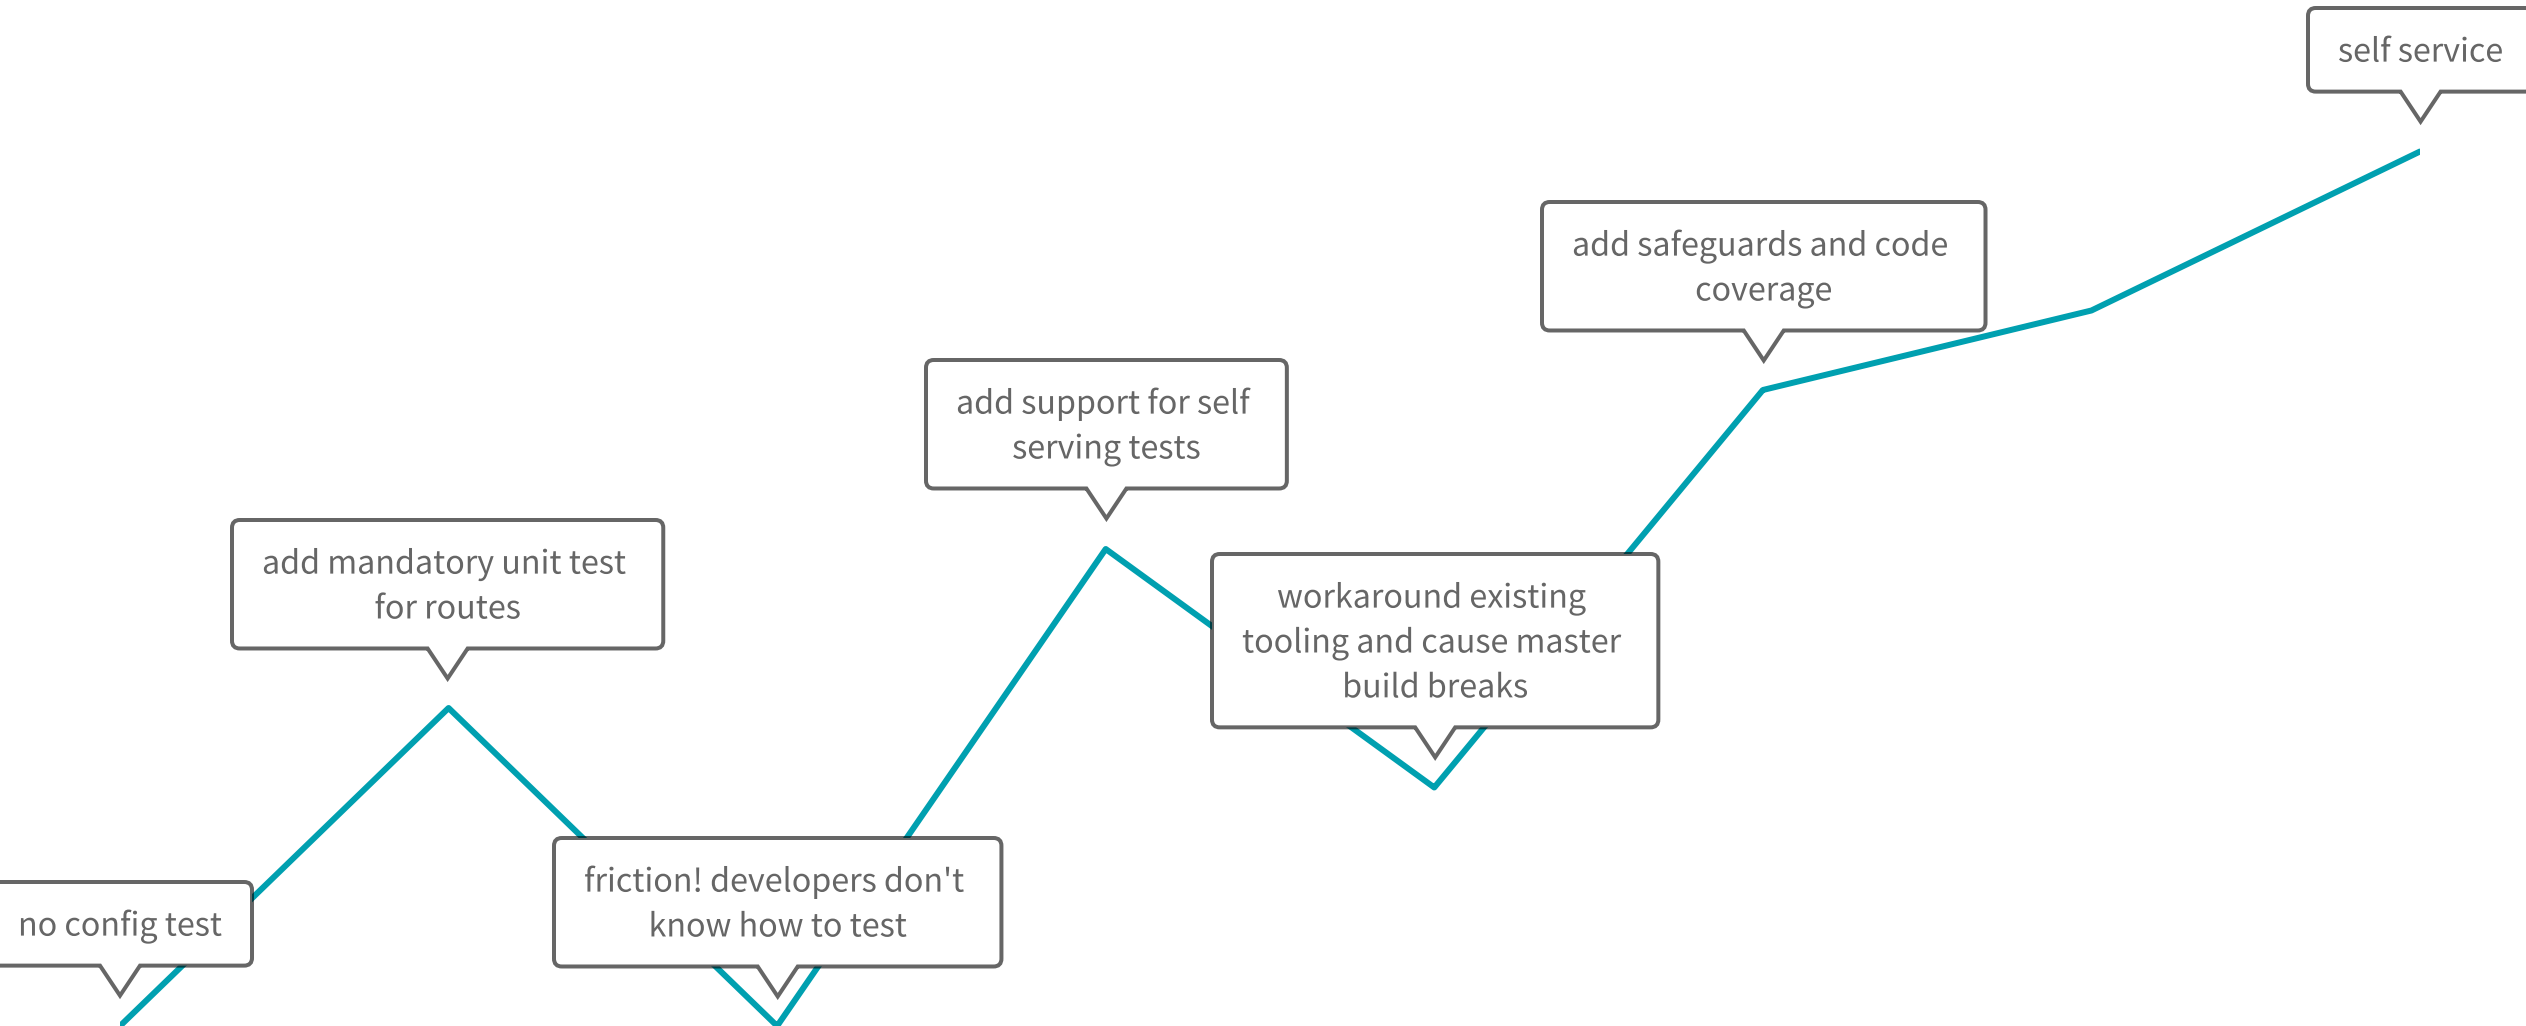 self service
add safeguards and code
coverage
add support for self
serving tests
add mandatory unit test
for routes
workaround existing
tooling and cause master
build breaks
friction! developers don't
know how to test
no config test